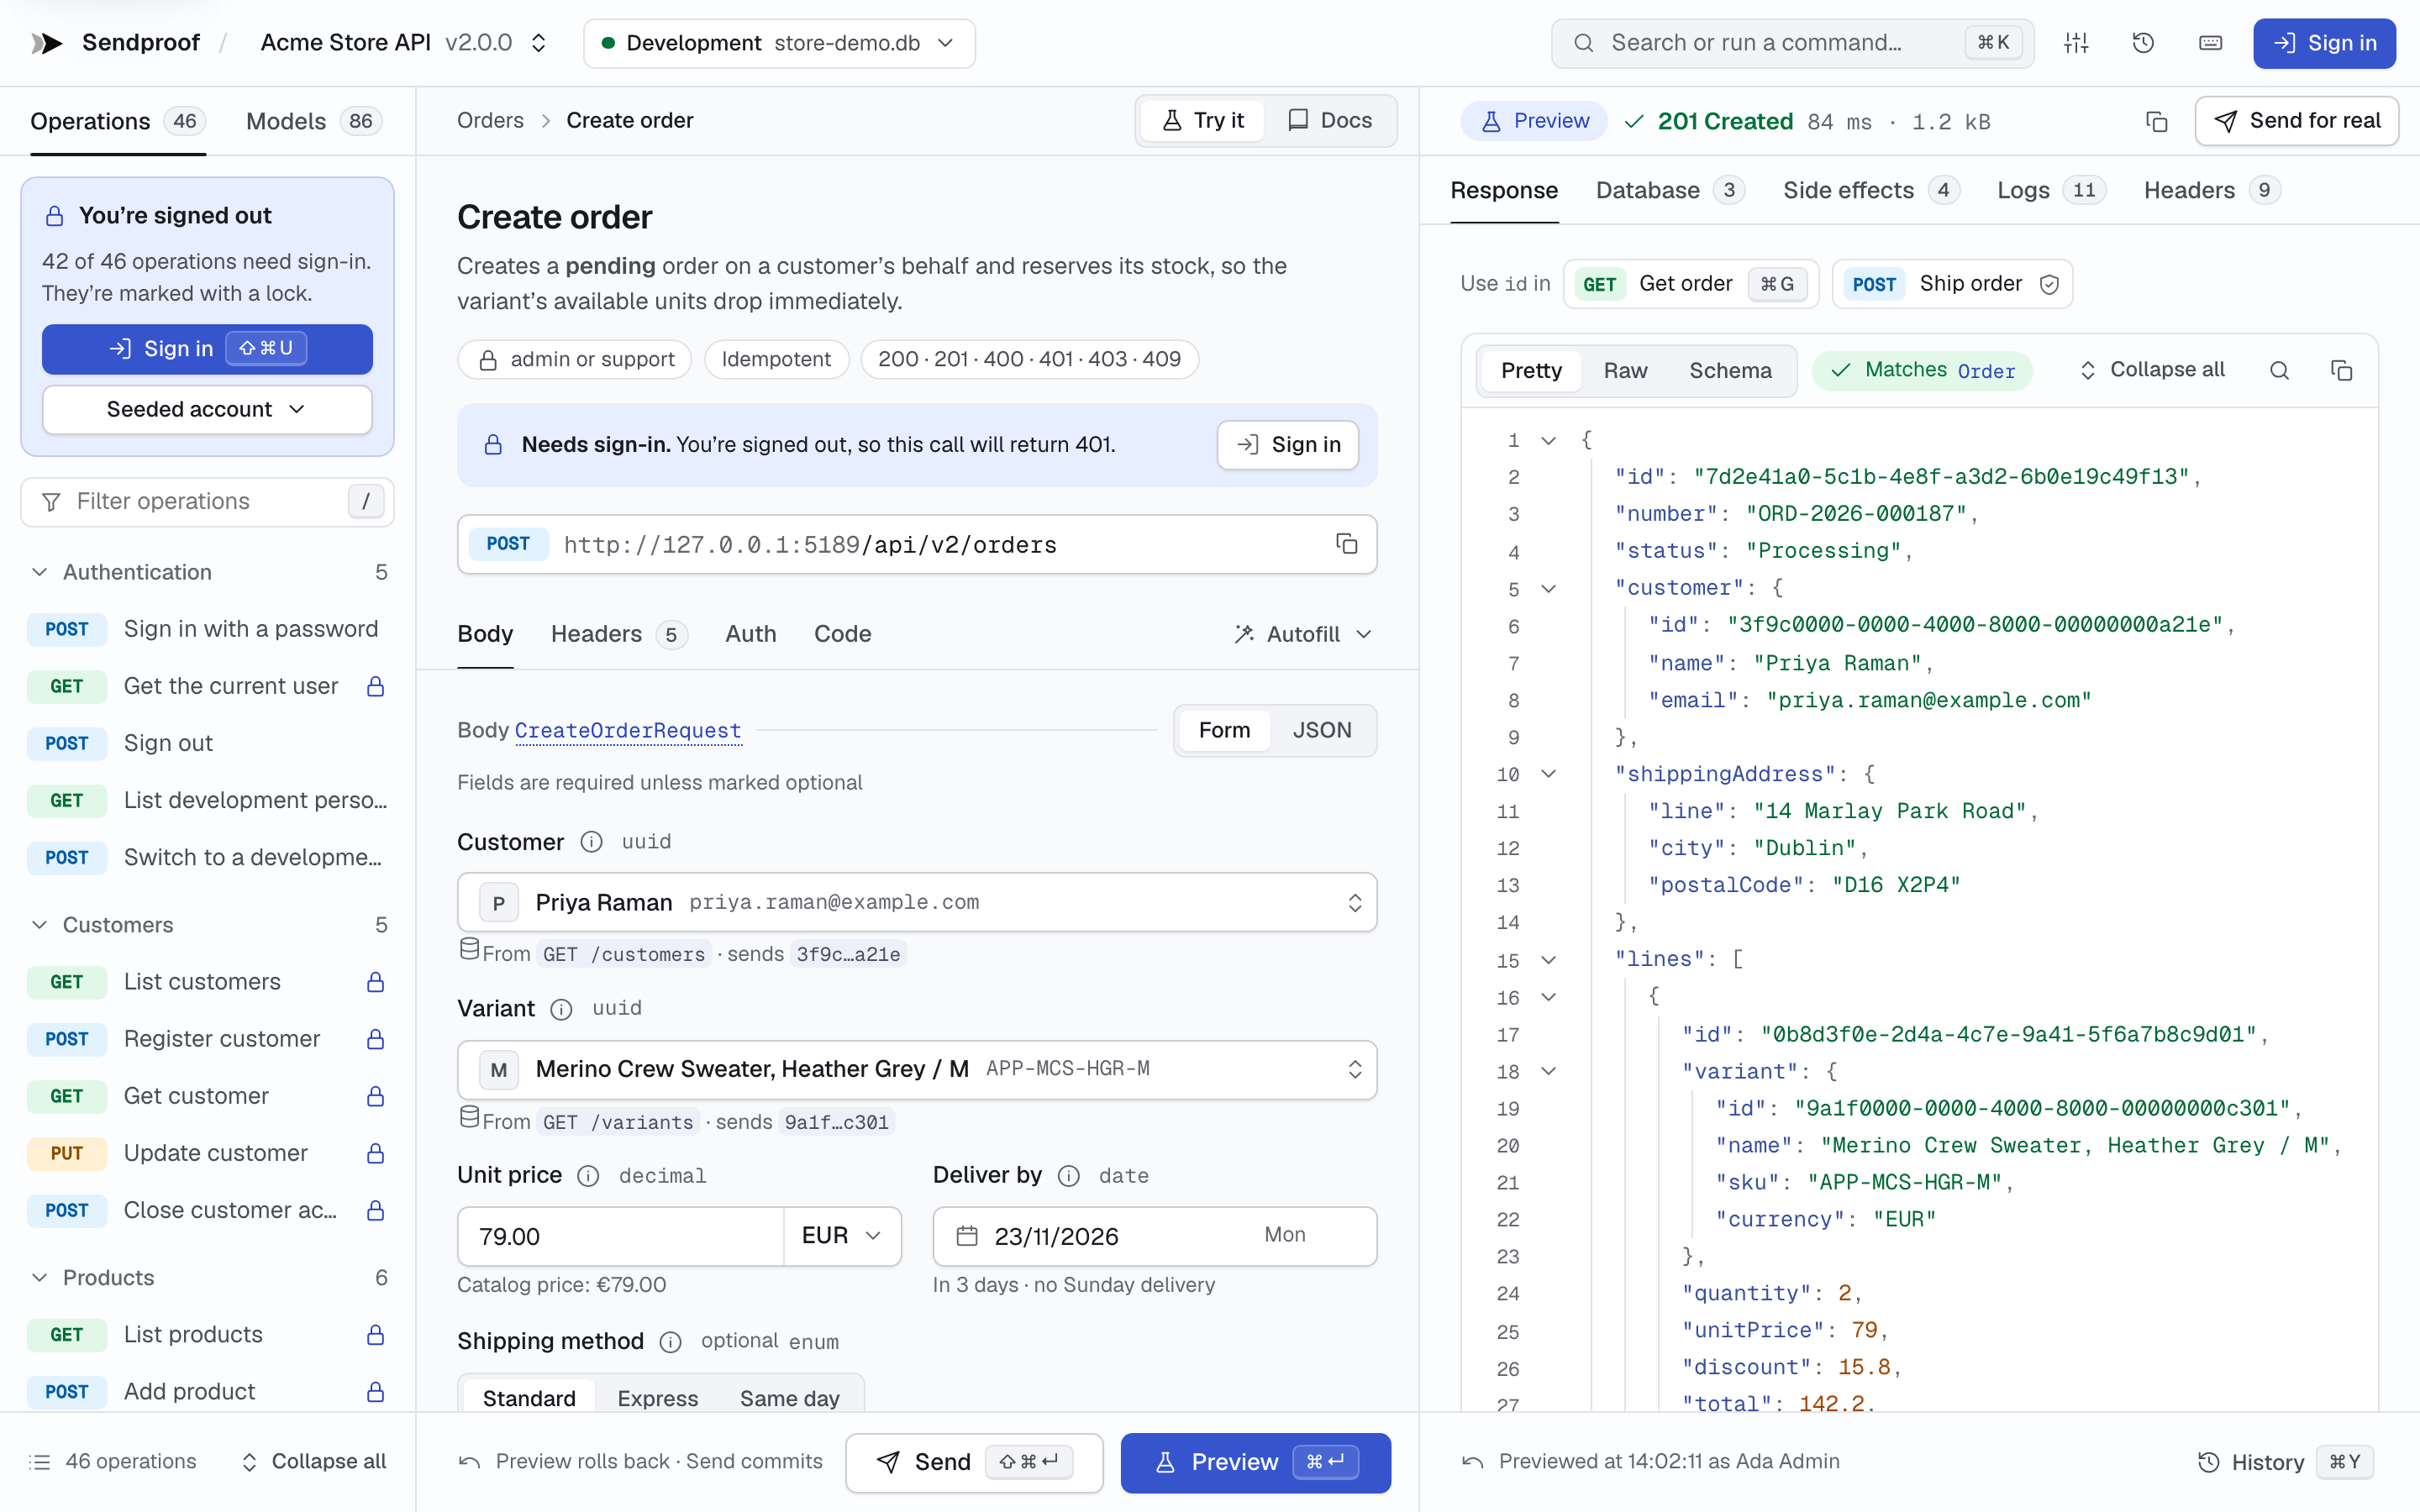 Sendproof / Acme Store API v2.0.0
Development store-demo.db
Search or run a command... ⌘K
Sign in
Operations 46 Models 86
You're signed out
42 of 46 operations need sign-in.
They're marked with a lock.
Sign in ⇧⌘U
Seeded account
Filter operations /
Authentication 5
POST Sign in with a password
GET Get the current user
POST Sign out
GET List development perso...
POST Switch to a developme...
Customers 5
GET List customers
POST Register customer
GET Get customer
PUT Update customer
POST Close customer ac...
Products 6
GET List products
POST Add product
46 operations Collapse all
Orders > Create order
Try it Docs
Create order
Creates a pending order on a customer's behalf and reserves its stock, so the
variant's available units drop immediately.
admin or support Idempotent 200 · 201 · 400 · 401 · 403 · 409
Needs sign-in. You're signed out, so this call will return 401. Sign in
POST http://127.0.0.1:5189/api/v2/orders
Body Headers 5 Auth Code Autofill
Body CreateOrderRequest Form JSON
Fields are required unless marked optional
Customer uuid
P Priya Raman priya.raman@example.com
From GET /customers · sends 3f9c…a21e
Variant uuid
M Merino Crew Sweater, Heather Grey / M APP-MCS-HGR-M
From GET /variants · sends 9a1f…c301
Unit price decimal
79.00 EUR
Catalog price: €79.00
Deliver by date
23/11/2026 Mon
In 3 days · no Sunday delivery
Shipping method optional enum
Standard Express Same day
Preview rolls back · Send commits Send ⇧⌘↵ Preview ⌘↵
Preview 201 Created 84 ms · 1.2 kB Send for real
Response Database 3 Side effects 4 Logs 11 Headers 9
Use id in GET Get order ⌘G POST Ship order
Pretty Raw Schema Matches Order Collapse all
1 {
2 "id": "7d2e41a0-5c1b-4e8f-a3d2-6b0e19c49f13",
3 "number": "ORD-2026-000187",
4 "status": "Processing",
5 "customer": {
6 "id": "3f9c0000-0000-4000-8000-00000000a21e",
7 "name": "Priya Raman",
8 "email": "priya.raman@example.com"
9 },
10 "shippingAddress": {
11 "line": "14 Marlay Park Road",
12 "city": "Dublin",
13 "postalCode": "D16 X2P4"
14 },
15 "lines": [
16 {
17 "id": "0b8d3f0e-2d4a-4c7e-9a41-5f6a7b8c9d01",
18 "variant": {
19 "id": "9a1f0000-0000-4000-8000-00000000c301",
20 "name": "Merino Crew Sweater, Heather Grey / M",
21 "sku": "APP-MCS-HGR-M",
22 "currency": "EUR"
23 },
24 "quantity": 2,
25 "unitPrice": 79,
26 "discount": 15.8,
27 "total": 142.2,
Previewed at 14:02:11 as Ada Admin History ⌘Y